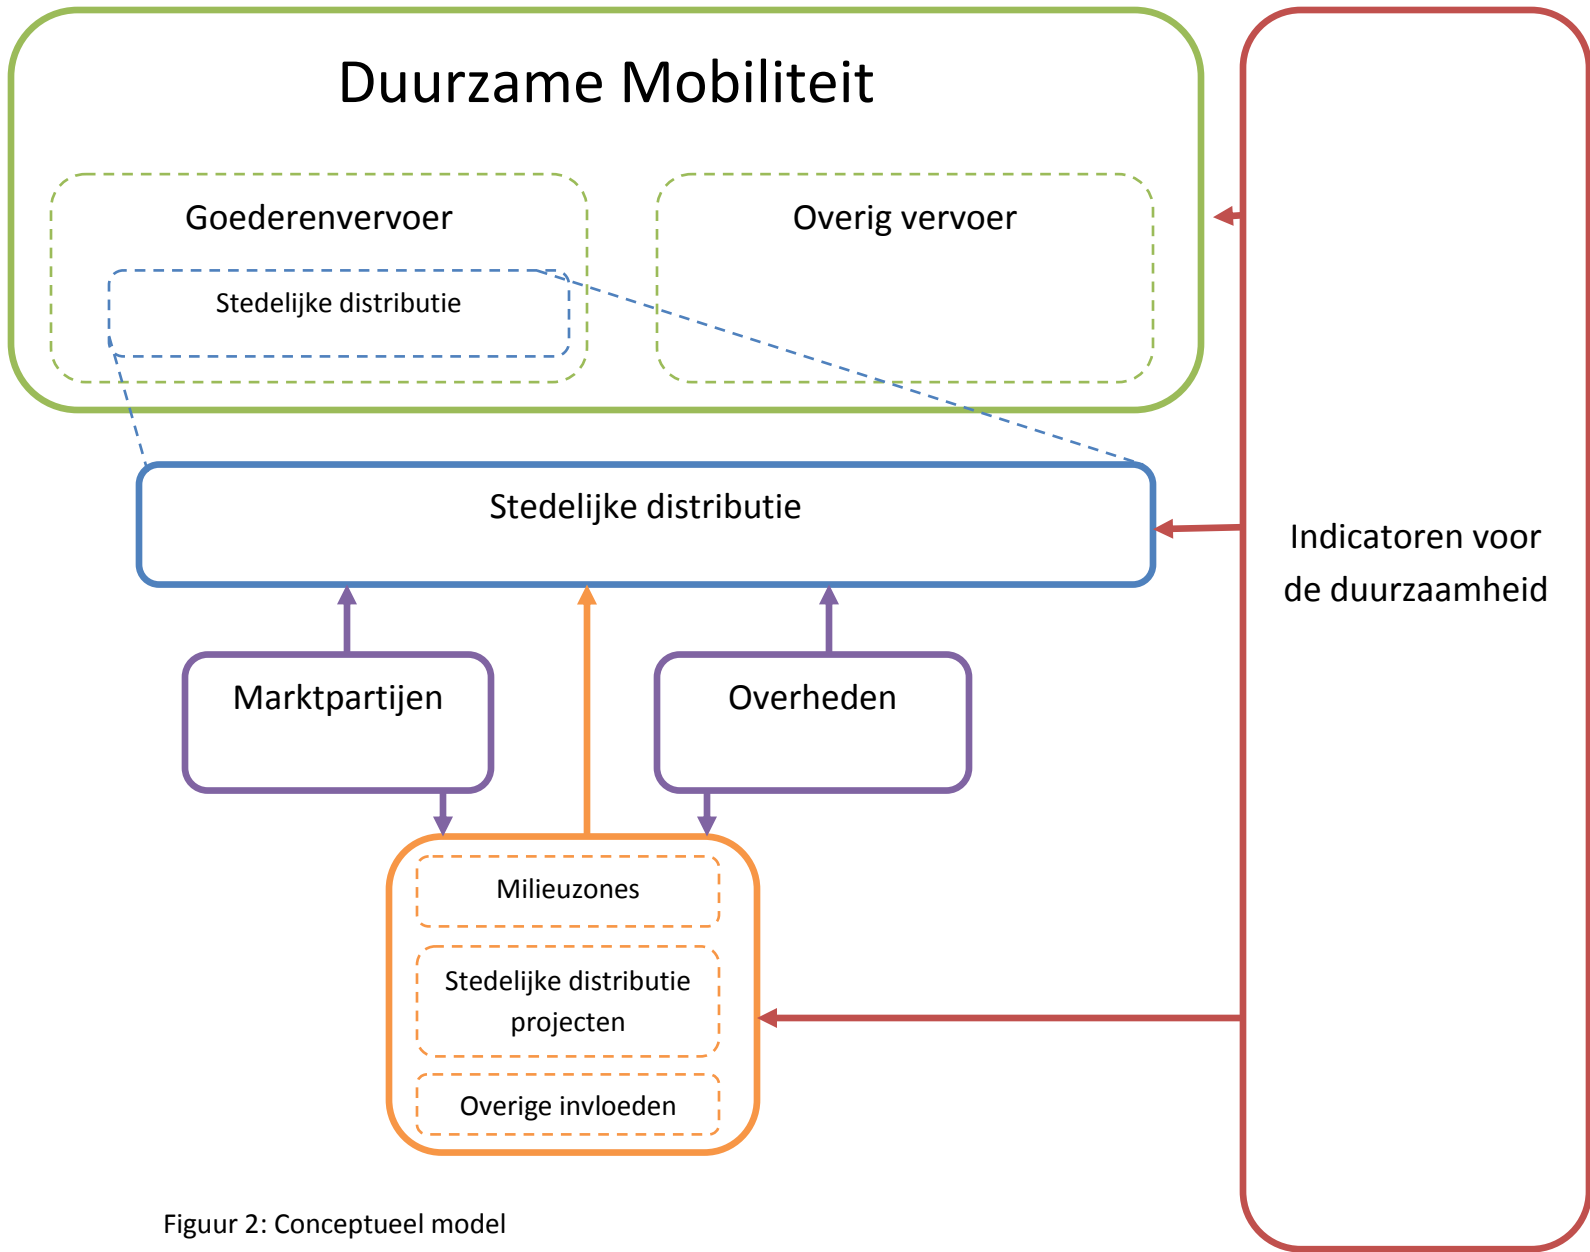 Duurzame Mobiliteit
Goederenvervoer
Overig vervoer
Stedelijke distributie
Stedelijke distributie
Indicatoren voor
de duurzaamheid
Marktpartijen
Overheden
Milieuzones
Stedelijke distributie
projecten
Overige invloeden
Figuur 2: Conceptueel model